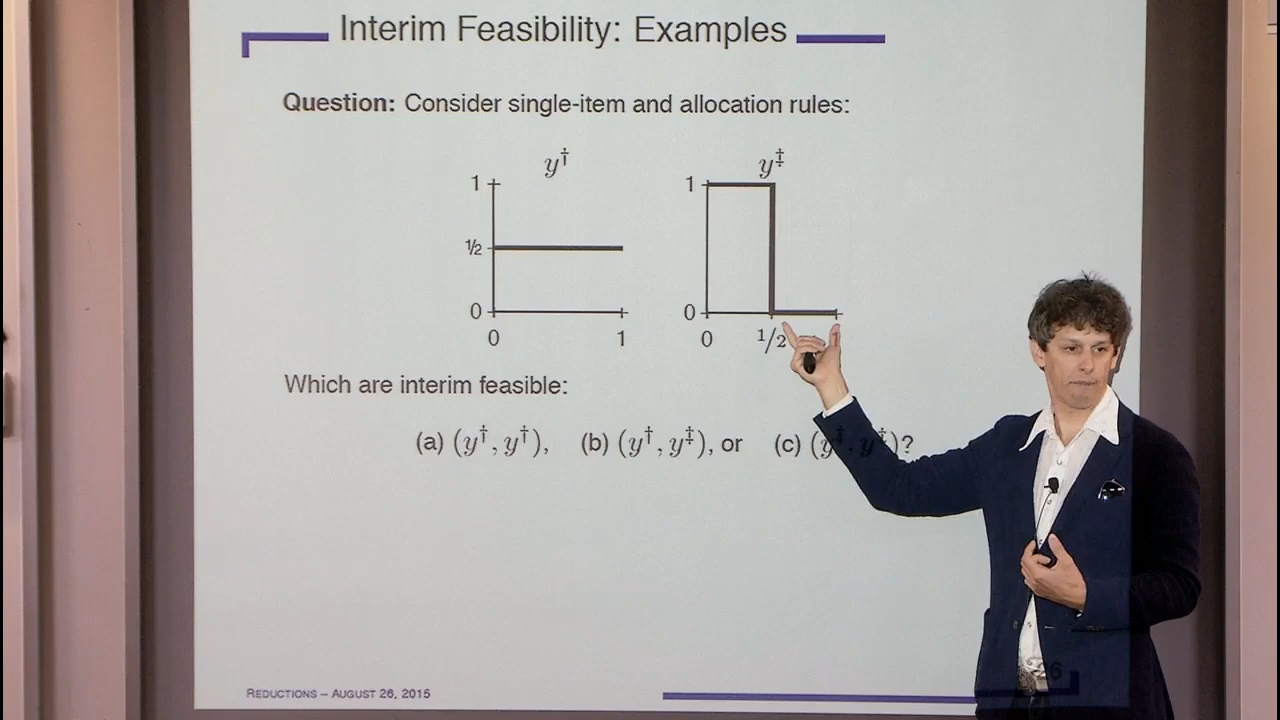 Interim Feasibility: Examples
Question: Consider single-item and allocation rules:
y† y‡
1 1
½
0 0
0 1 0 1/2
Which are interim feasible:
(a) (y†, y†), (b) (y†, y‡), or (c) (y‡, y‡)?
REDUCTIONS – AUGUST 26, 2015
26